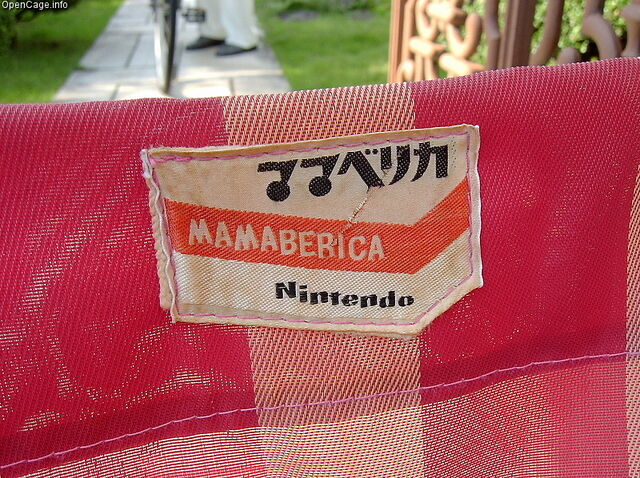 OpenCage.info
ママベリカ
MAMABERICA
Nintendo